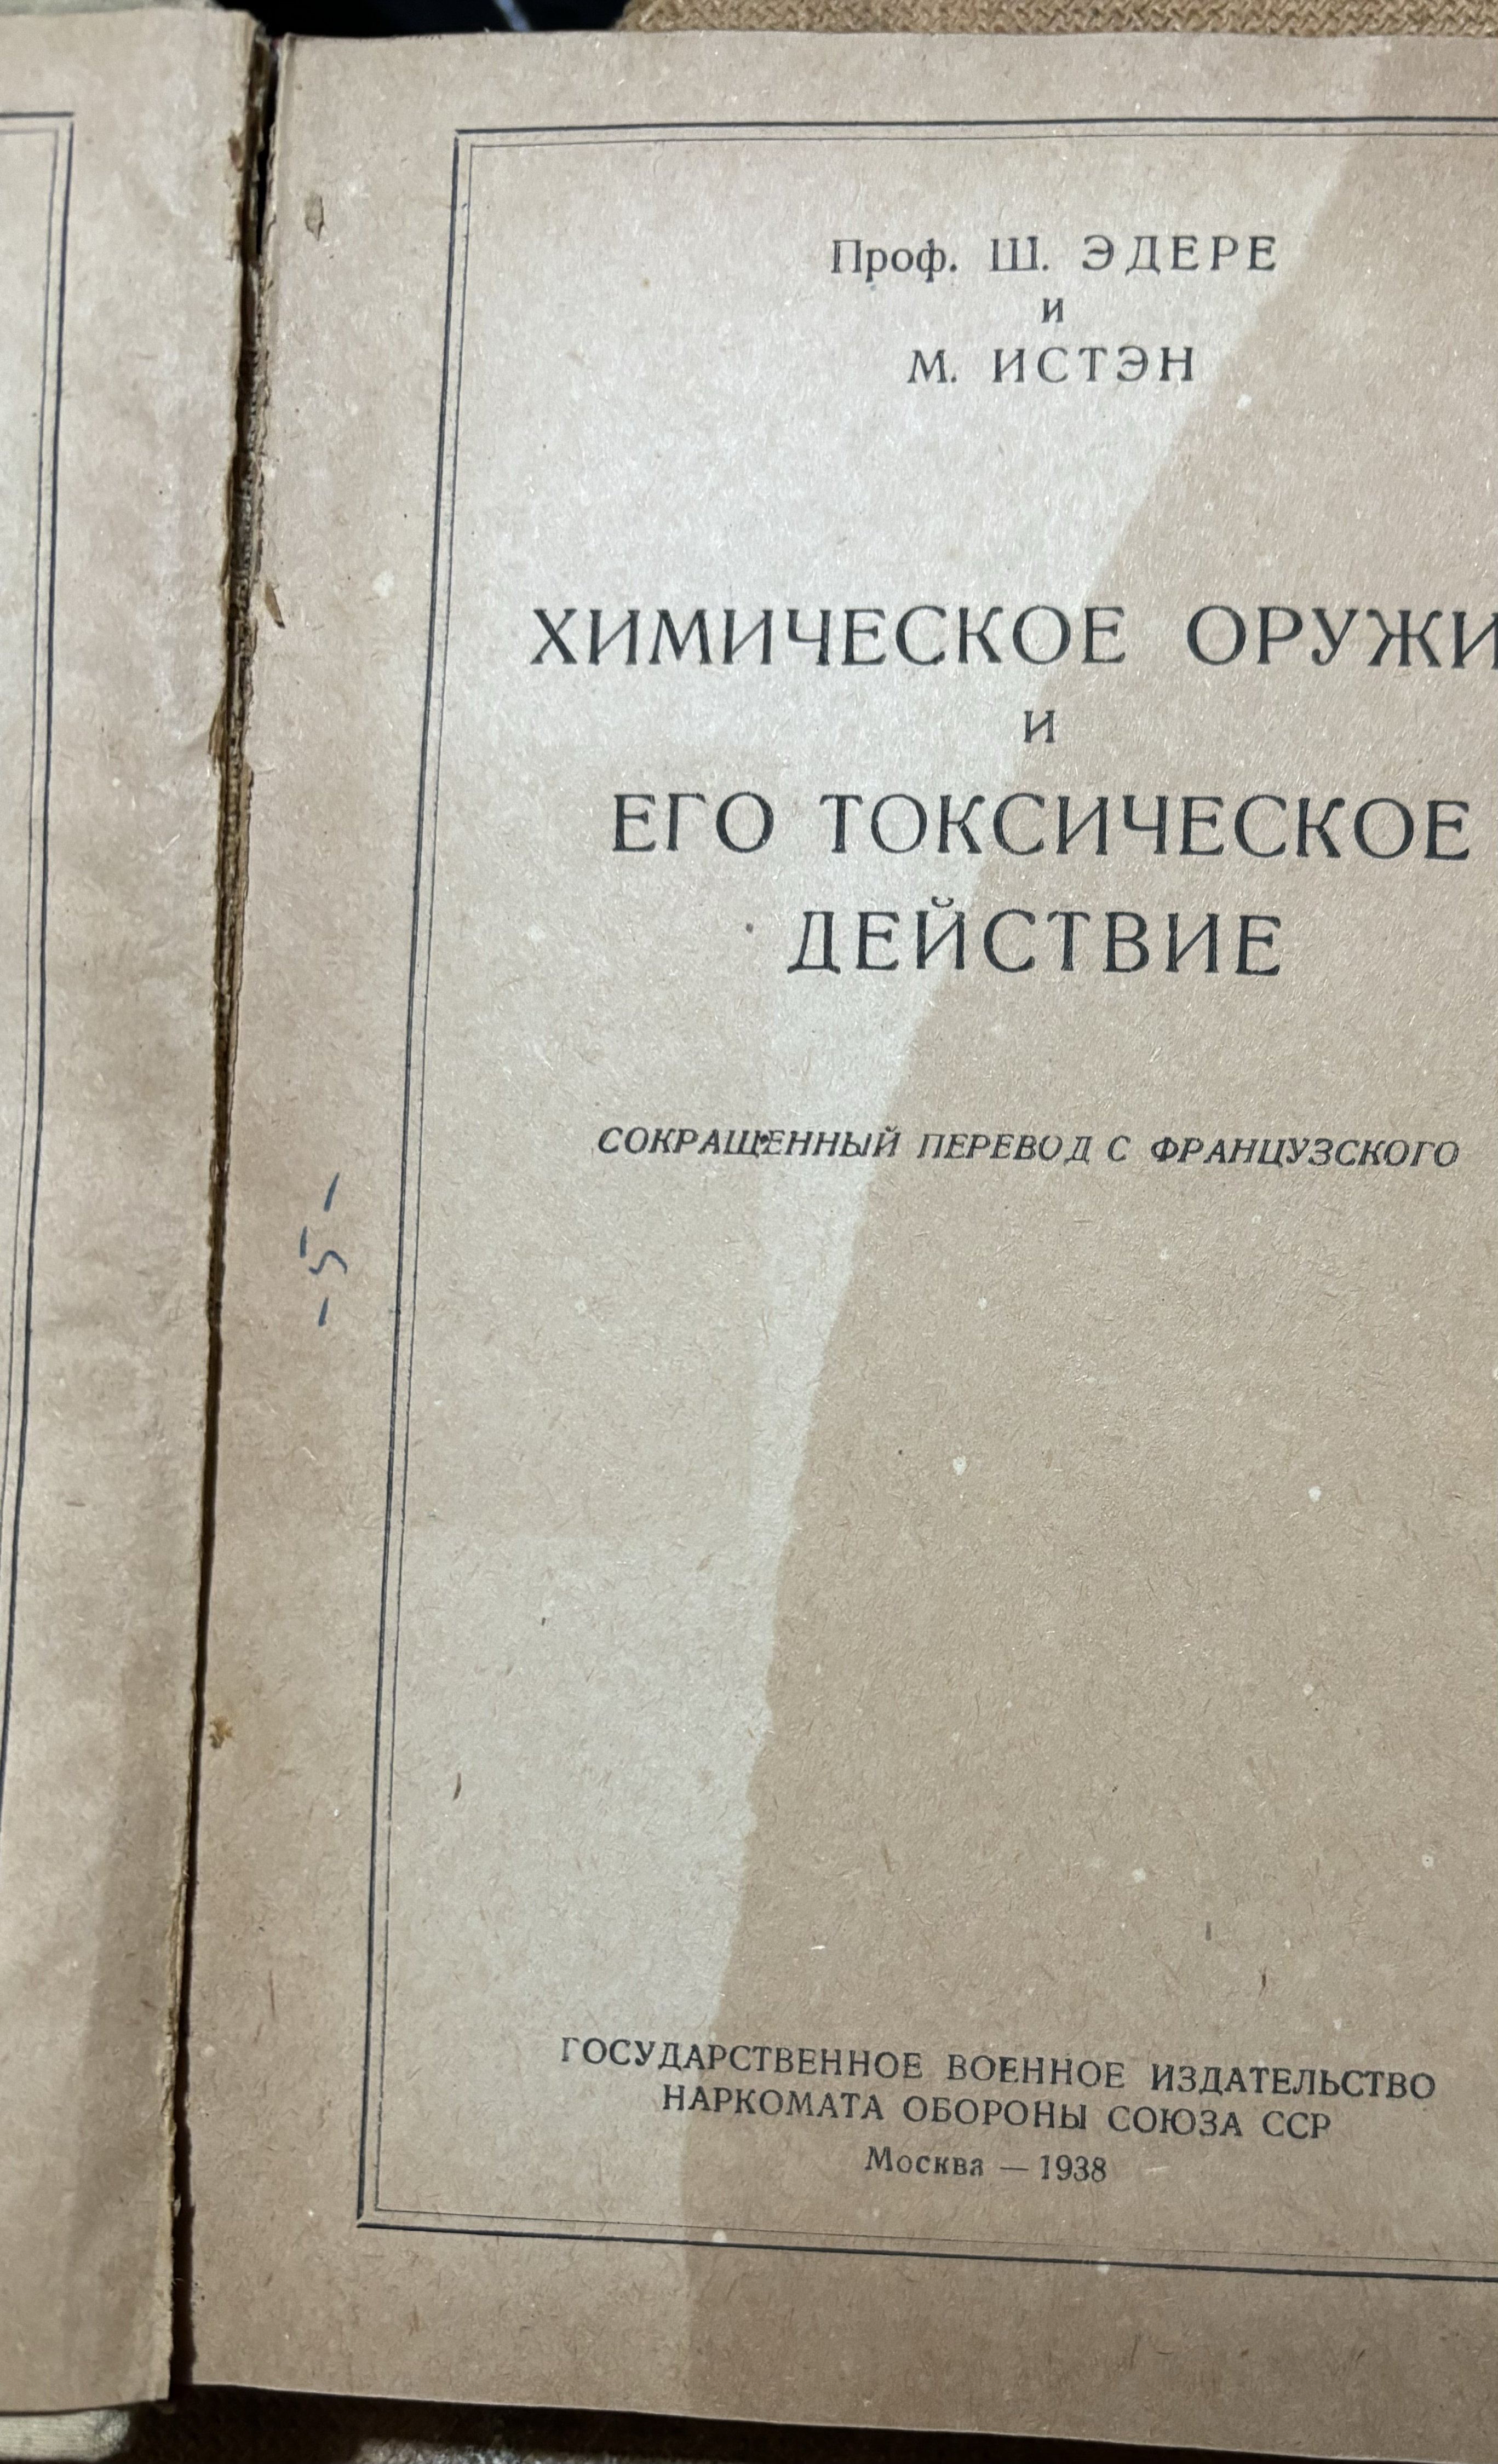 Проф. Ш. ЭДЕРЕ
и
М. ИСТЭН
ХИМИЧЕСКОЕ ОРУЖИ
и
ЕГО ТОКСИЧЕСКОЕ
ДЕЙСТВИЕ
СОКРАЩЕННЫЙ ПЕРЕВОД С ФРАНЦУЗСКОГО
-5-
ГОСУДАРСТВЕННОЕ ВОЕННОЕ ИЗДАТЕЛЬСТВО
НАРКОМАТА ОБОРОНЫ СОЮЗА ССР
Москва — 1938